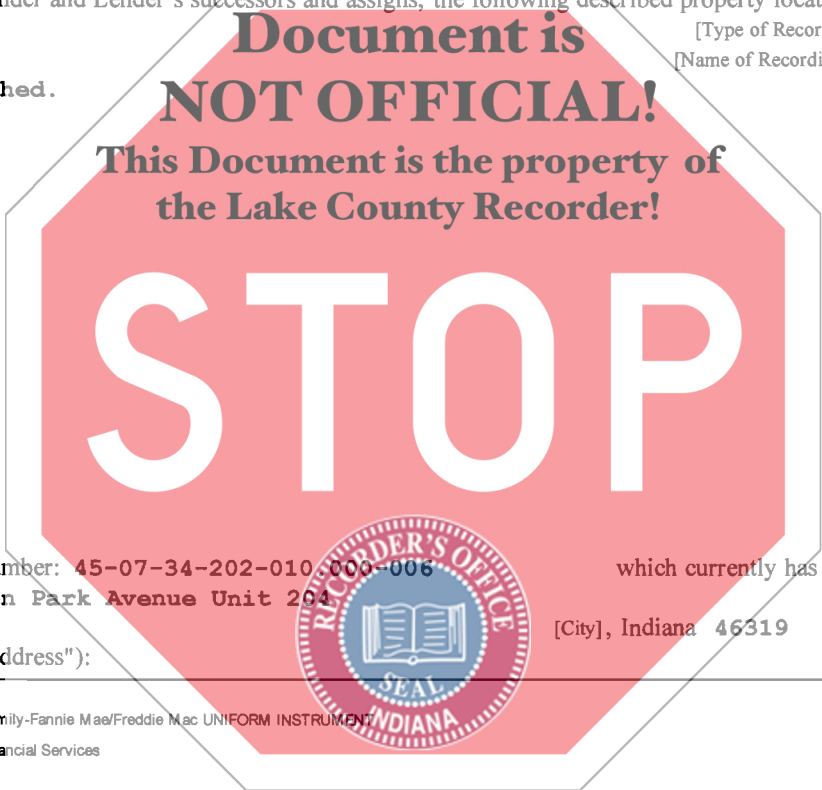 nder and Lender's successors and assigns, the following described property locat
Document is
[Type of Recor
[Name of Recordi
NOT OFFICIAL!
hed.
This Document is the property of
the Lake County Recorder!
STOP
mber: 45-07-34-202-010.000-006 which currently has
n Park Avenue Unit 204
[City], Indiana 46319
ddress"):
mily-Fannie Mae/Freddie Mac UNIFORM INSTRUMENT
ancial Services
RECORDER'S OFFICE
SEAL
INDIANA